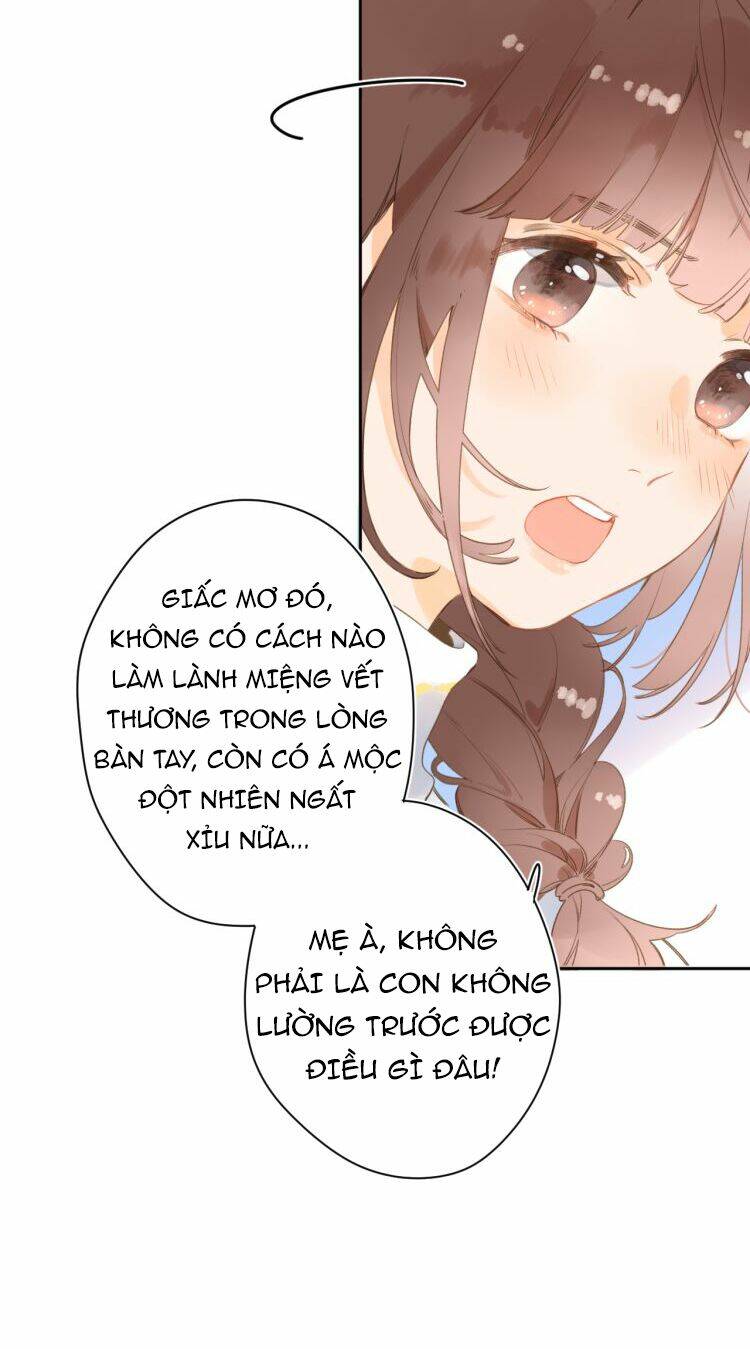 GIẤC MƠ ĐÓ,
KHÔNG CÓ CÁCH NÀO
LÀM LÀNH MIỆNG VẾT
THƯƠNG TRONG LÒNG
BÀN TAY, CÒN CÓ Á MỘC
ĐỘT NHIÊN NGẤT
XỈU NỮA...
MẸ À, KHÔNG
PHẢI LÀ CON KHÔNG
LƯỜNG TRƯỚC ĐƯỢC
ĐIỀU GÌ ĐÂU!